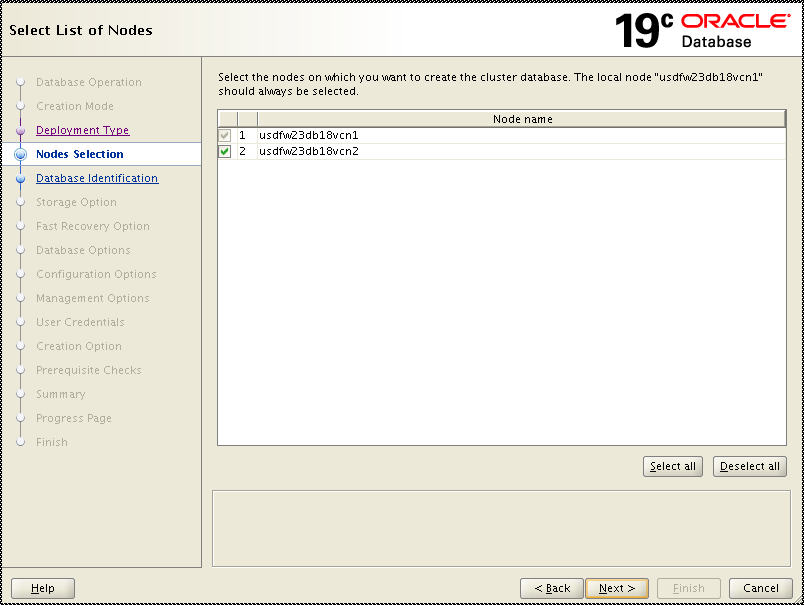 Select List of Nodes
19c ORACLE
Database
Database Operation
Creation Mode
Deployment Type
Nodes Selection
Database Identification
Storage Option
Fast Recovery Option
Database Options
Configuration Options
Management Options
User Credentials
Creation Option
Prerequisite Checks
Summary
Progress Page
Finish
Select the nodes on which you want to create the cluster database. The local node "usdfw23db18vcn1"
should always be selected.
Node name
1 usdfw23db18vcn1
2 usdfw23db18vcn2
Select all Deselect all
Help < Back Next > Finish Cancel